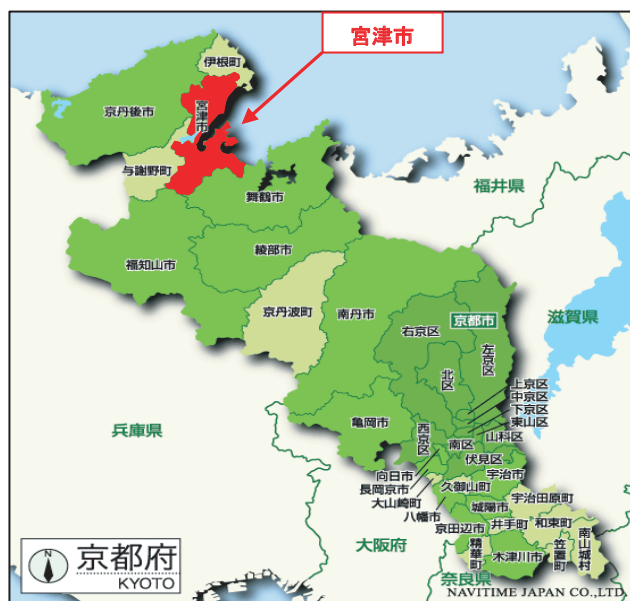 宮津市
伊根町
京丹後市
宮津市
与謝野町
舞鶴市
福井県
綾部市
福知山市
京丹波町
南丹市
京都市
右京区
左京区
滋賀県
北区
上京区
中京区
下京区
東山区
亀岡市
西京区
南区
山科区
兵庫県
伏見区
向日市
宇治市
長岡京市
久御山町
大山崎町
宇治田原町
八幡市
城陽市
京田辺市
井手町
和東町
大阪府
精華町
木津川市
笠置町
南山城村
奈良県
京都府
KYOTO
NAVITIME JAPAN CO.,LTD.